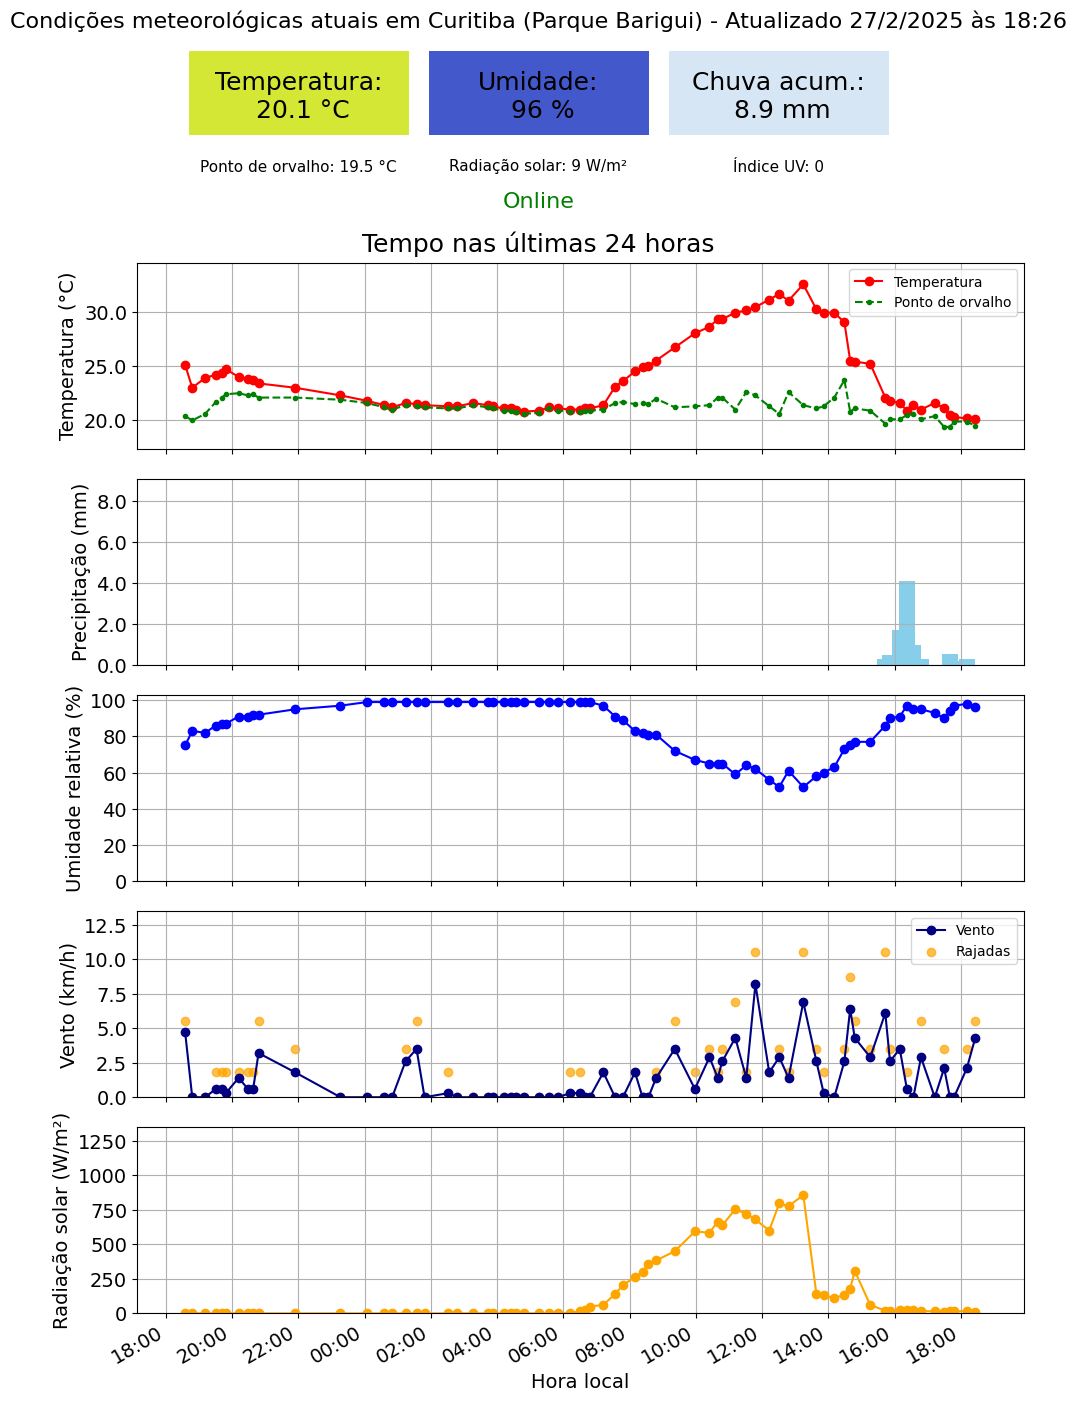 Condições meteorológicas atuais em Curitiba (Parque Barigui) - Atualizado 27/2/2025 às 18:26
Temperatura:
20.1 °C
Umidade:
96 %
Chuva acum.:
8.9 mm
Ponto de orvalho: 19.5 °C
Radiação solar: 9 W/m²
Índice UV: 0
Online
Tempo nas últimas 24 horas
Temperatura (°C)
30.0
25.0
20.0
Temperatura
Ponto de orvalho
Precipitação (mm)
8.0
6.0
4.0
2.0
0.0
Umidade relativa (%)
100
80
60
40
20
0
Vento (km/h)
12.5
10.0
7.5
5.0
2.5
0.0
Vento
Rajadas
Radiação solar (W/m²)
1250
1000
750
500
250
0
18:00 20:00 22:00 00:00 02:00 04:00 06:00 08:00 10:00 12:00 14:00 16:00 18:00
Hora local